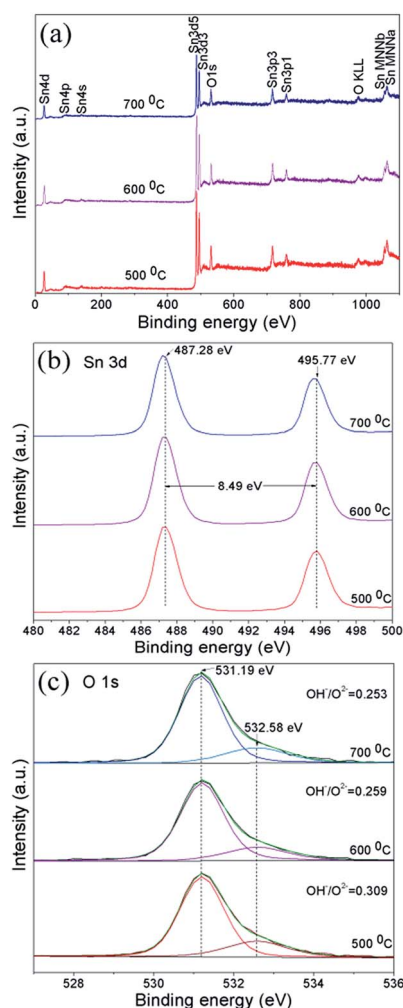 (a)
Sn4d
Sn4p
Sn4s
Sn3d5
Sn3d3
O1s
Sn3p3
Sn3p1
O KLL
Sn MNNb
Sn MNNa
700 ⁰C
600 ⁰C
500 ⁰C
Intensity (a.u.)
0 200 400 600 800 1000
Binding energy (eV)
(b) Sn 3d
487.28 eV
495.77 eV
700 ⁰C
8.49 eV
600 ⁰C
500 ⁰C
Intensity (a.u.)
480 482 484 486 488 490 492 494 496 498 500
Binding energy (eV)
(c) O 1s
531.19 eV
532.58 eV
OH⁻/O²⁻=0.253
700 ⁰C
OH⁻/O²⁻=0.259
600 ⁰C
OH⁻/O²⁻=0.309
500 ⁰C
Intensity (a.u.)
528 530 532 534 536
Binding energy (eV)